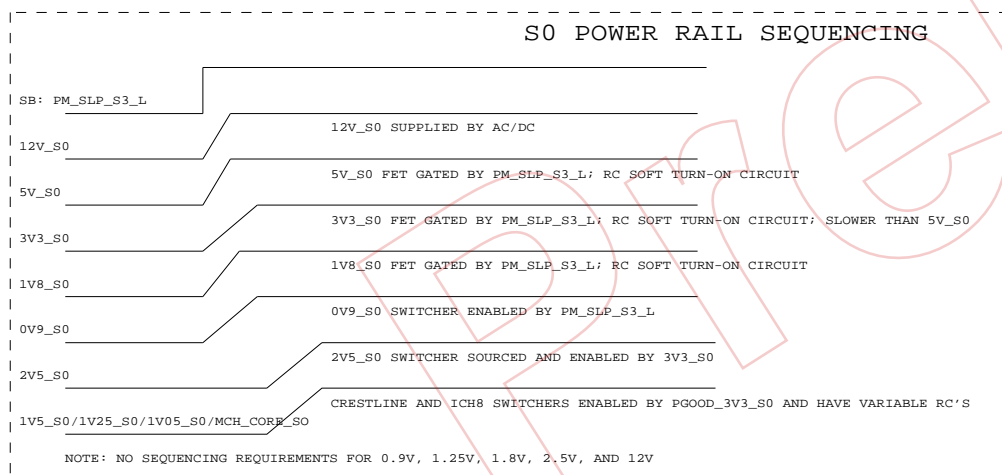 S0 POWER RAIL SEQUENCING
SB: PM_SLP_S3_L
12V_S0 SUPPLIED BY AC/DC
12V_S0
5V_S0 FET GATED BY PM_SLP_S3_L; RC SOFT TURN-ON CIRCUIT
5V_S0
3V3_S0 FET GATED BY PM_SLP_S3_L; RC SOFT TURN-ON CIRCUIT; SLOWER THAN 5V_S0
3V3_S0
1V8_S0 FET GATED BY PM_SLP_S3_L; RC SOFT TURN-ON CIRCUIT
1V8_S0
0V9_S0 SWITCHER ENABLED BY PM_SLP_S3_L
0V9_S0
2V5_S0 SWITCHER SOURCED AND ENABLED BY 3V3_S0
2V5_S0
CRESTLINE AND ICH8 SWITCHERS ENABLED BY PGOOD_3V3_S0 AND HAVE VARIABLE RC'S
1V5_S0/1V25_S0/1V05_S0/MCH_CORE_SO
NOTE: NO SEQUENCING REQUIREMENTS FOR 0.9V, 1.25V, 1.8V, 2.5V, AND 12V
Pre